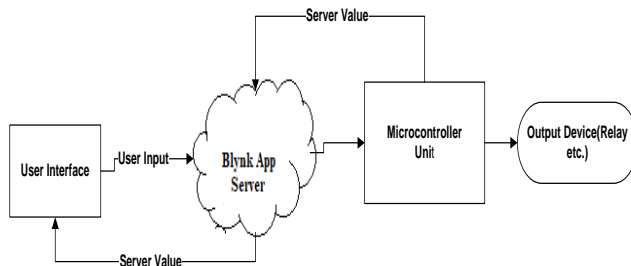 Server Value
User Interface
User Input
Blynk App
Server
Microcontroller
Unit
Output Device(Relay
etc.)
Server Value